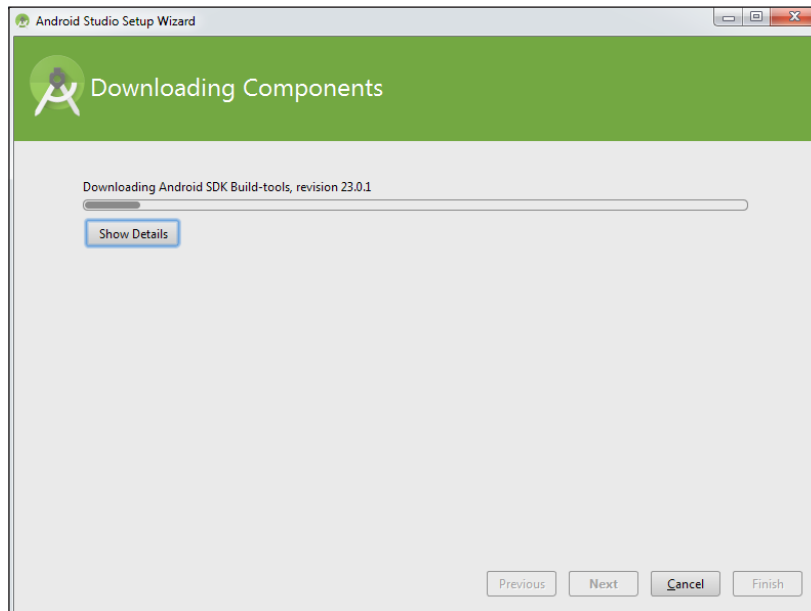 Android Studio Setup Wizard
Downloading Components
Downloading Android SDK Build-tools, revision 23.0.1
Show Details
Previous
Next
Cancel
Finish